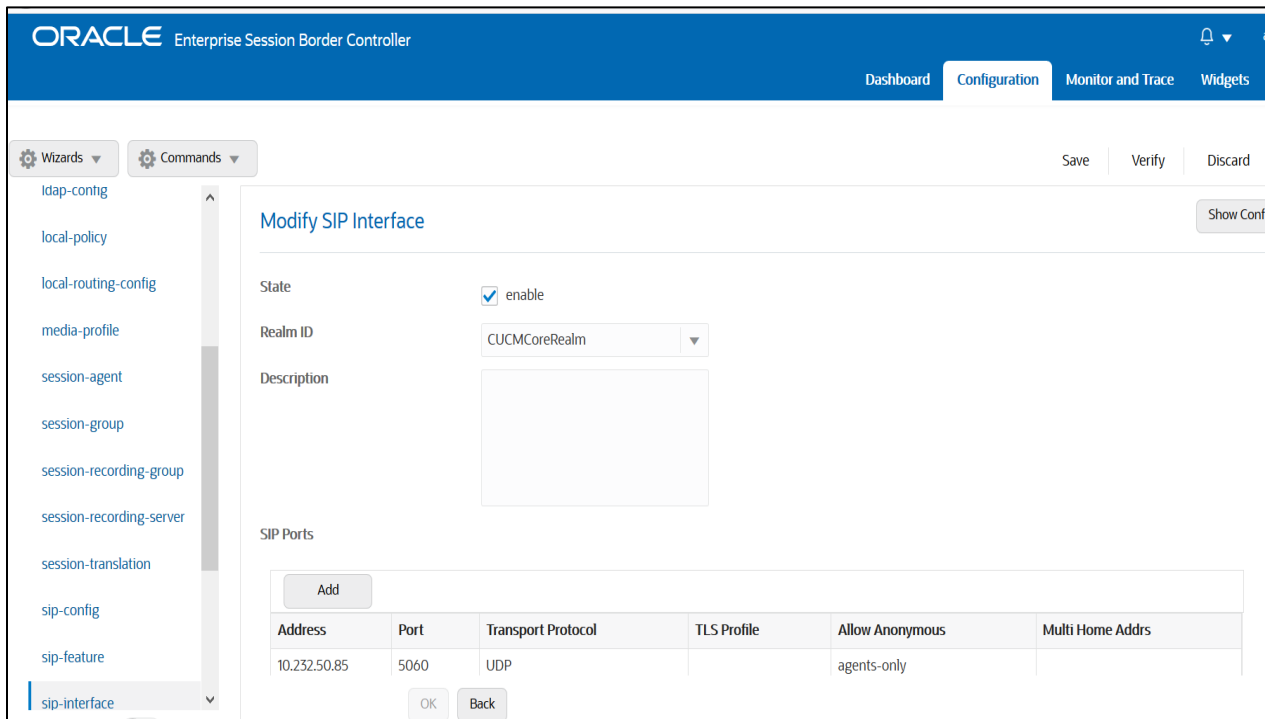 ORACLE Enterprise Session Border Controller
Dashboard Configuration Monitor and Trace Widgets
Wizards Commands Save Verify Discard
ldap-config
local-policy
local-routing-config
media-profile
session-agent
session-group
session-recording-group
session-recording-server
session-translation
sip-config
sip-feature
sip-interface
Modify SIP Interface
Show Conf
State
enable
Realm ID
CUCMCoreRealm
Description
SIP Ports
Add
Address Port Transport Protocol TLS Profile Allow Anonymous Multi Home Addrs
10.232.50.85 5060 UDP agents-only
OK Back